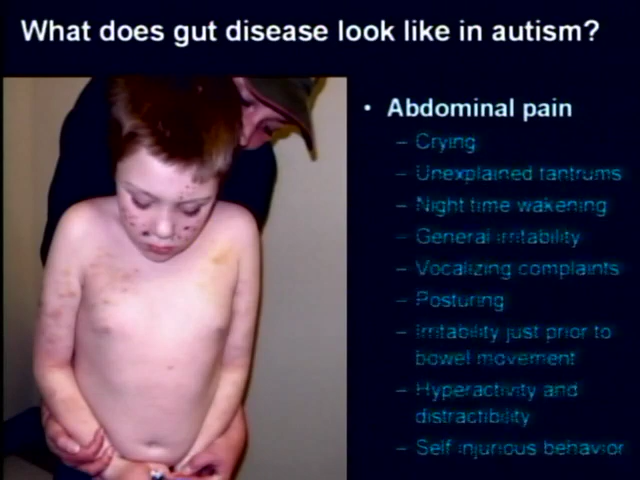 What does gut disease look like in autism?
• Abdominal pain
– Crying
– Unexplained tantrums
– Night time wakening
– General irritability
– Vocalizing complaints
– Posturing
– Irritability just prior to
bowel movement
– Hyperactivity and
distractibility
– Self injurious behavior